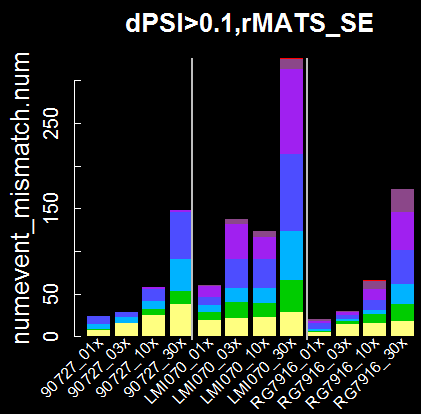 dPSI>0.1,rMATS_SE
numevent_mismatch.num
250
150
50
0
90727_01x
90727_03x
90727_10x
90727_30x
LMI070_01x
LMI070_03x
LMI070_10x
LMI070_30x
RG7916_01x
RG7916_03x
RG7916_10x
RG7916_30x